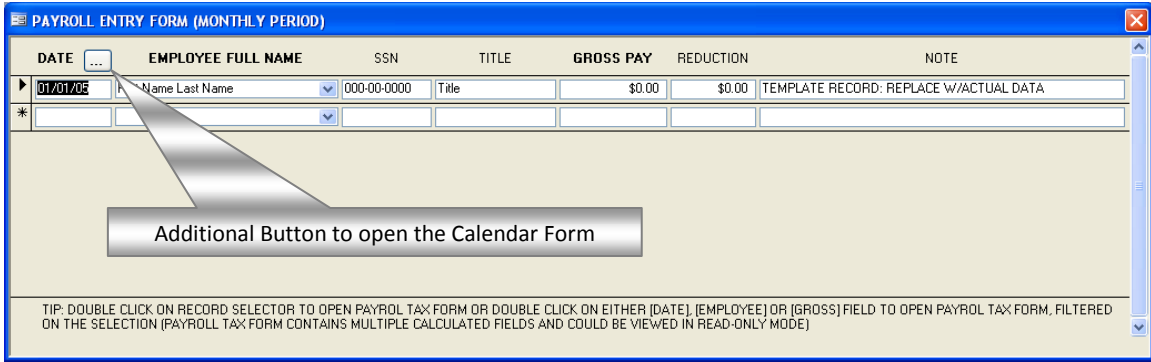 PAYROLL ENTRY FORM (MONTHLY PERIOD)
DATE ... EMPLOYEE FULL NAME SSN TITLE GROSS PAY REDUCTION NOTE
01/01/05 Name Last Name 000-00-0000 Title $0.00 $0.00 TEMPLATE RECORD: REPLACE W/ACTUAL DATA
Additional Button to open the Calendar Form
TIP: DOUBLE CLICK ON RECORD SELECTOR TO OPEN PAYROL TAX FORM OR DOUBLE CLICK ON EITHER [DATE], [EMPLOYEE] OR [GROSS] FIELD TO OPEN PAYROL TAX FORM, FILTERED
ON THE SELECTION (PAYROLL TAX FORM CONTAINS MULTIPLE CALCULATED FIELDS AND COULD BE VIEWED IN READ-ONLY MODE)